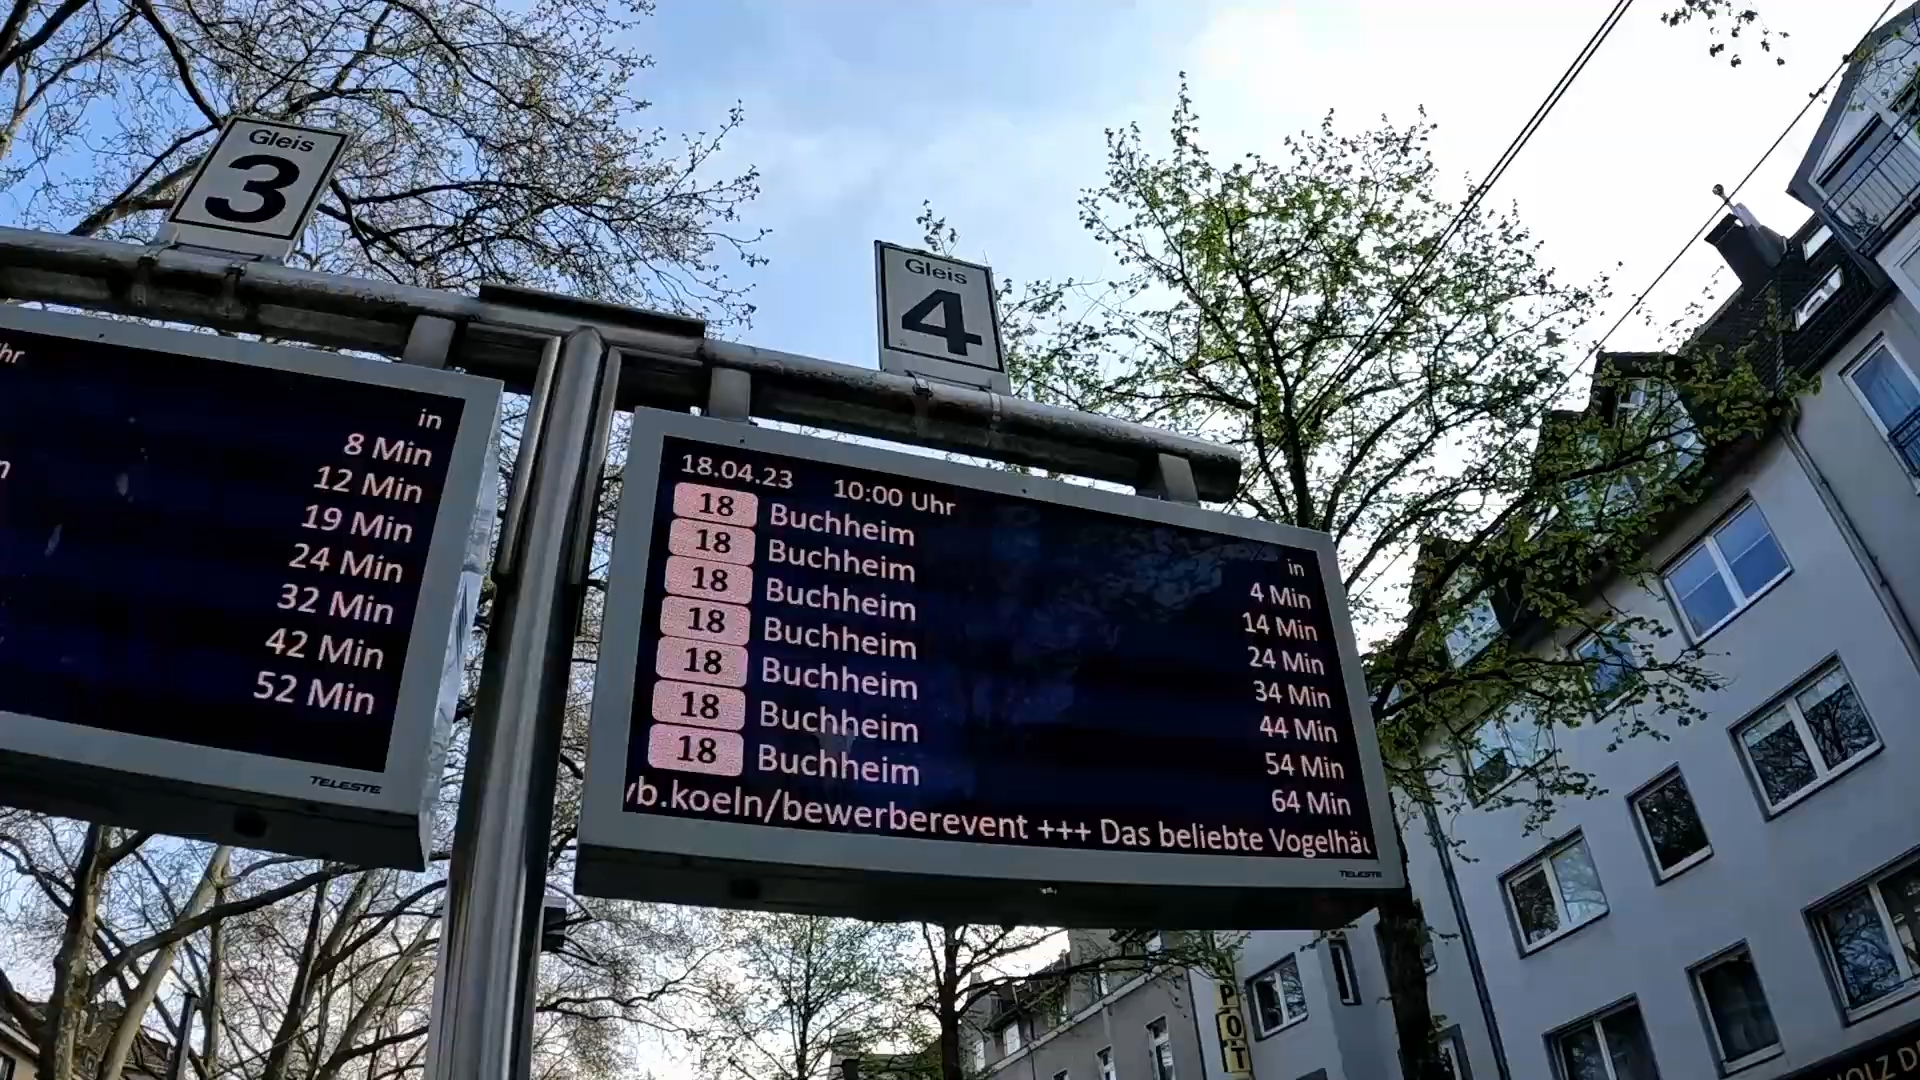 Gleis
3
in
8 Min
12 Min
19 Min
24 Min
32 Min
42 Min
52 Min
TELESTE
Gleis
4
18.04.23 10:00 Uhr
in
18 Buchheim 4 Min
18 Buchheim 14 Min
18 Buchheim 24 Min
18 Buchheim 34 Min
18 Buchheim 44 Min
18 Buchheim 54 Min
18 Buchheim 64 Min
b.koeln/bewerberevent +++ Das beliebte Vogelhäu
TELESTE